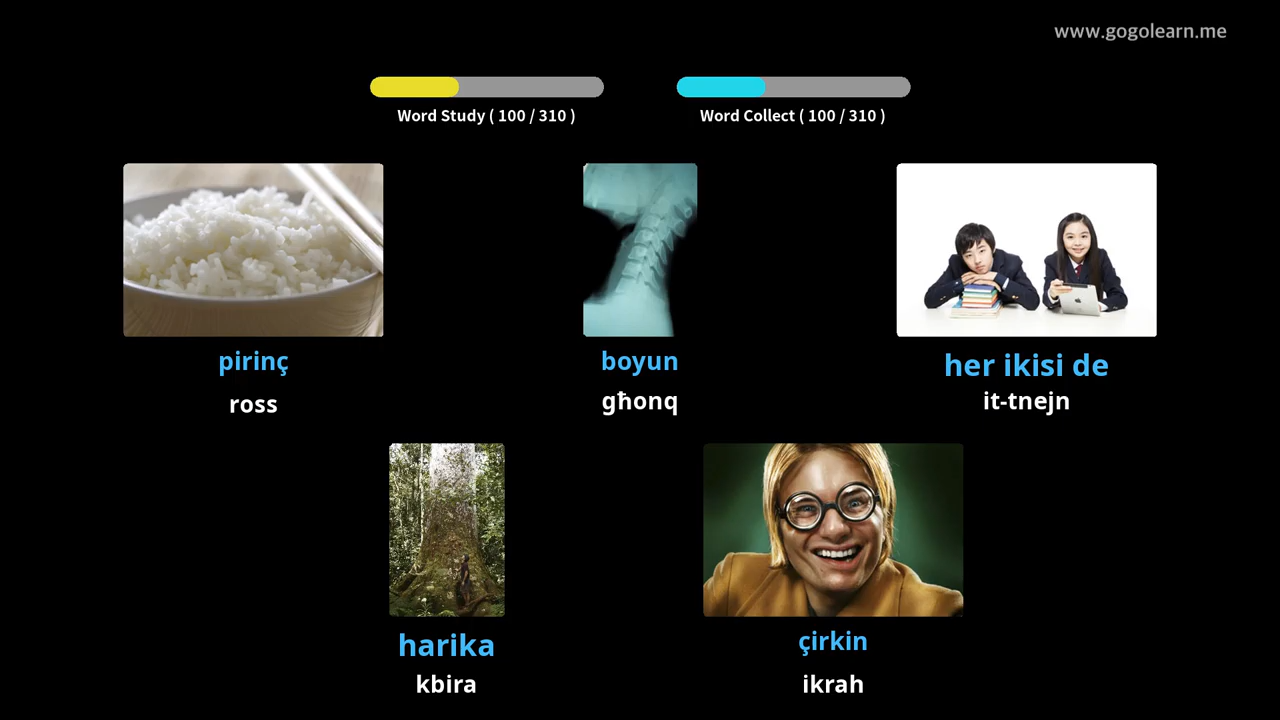 www.gogolearn.me
Word Study ( 100 / 310 )
Word Collect ( 100 / 310 )
pirinç
ross
boyun
għonq
her ikisi de
it-tnejn
harika
kbira
çirkin
ikrah